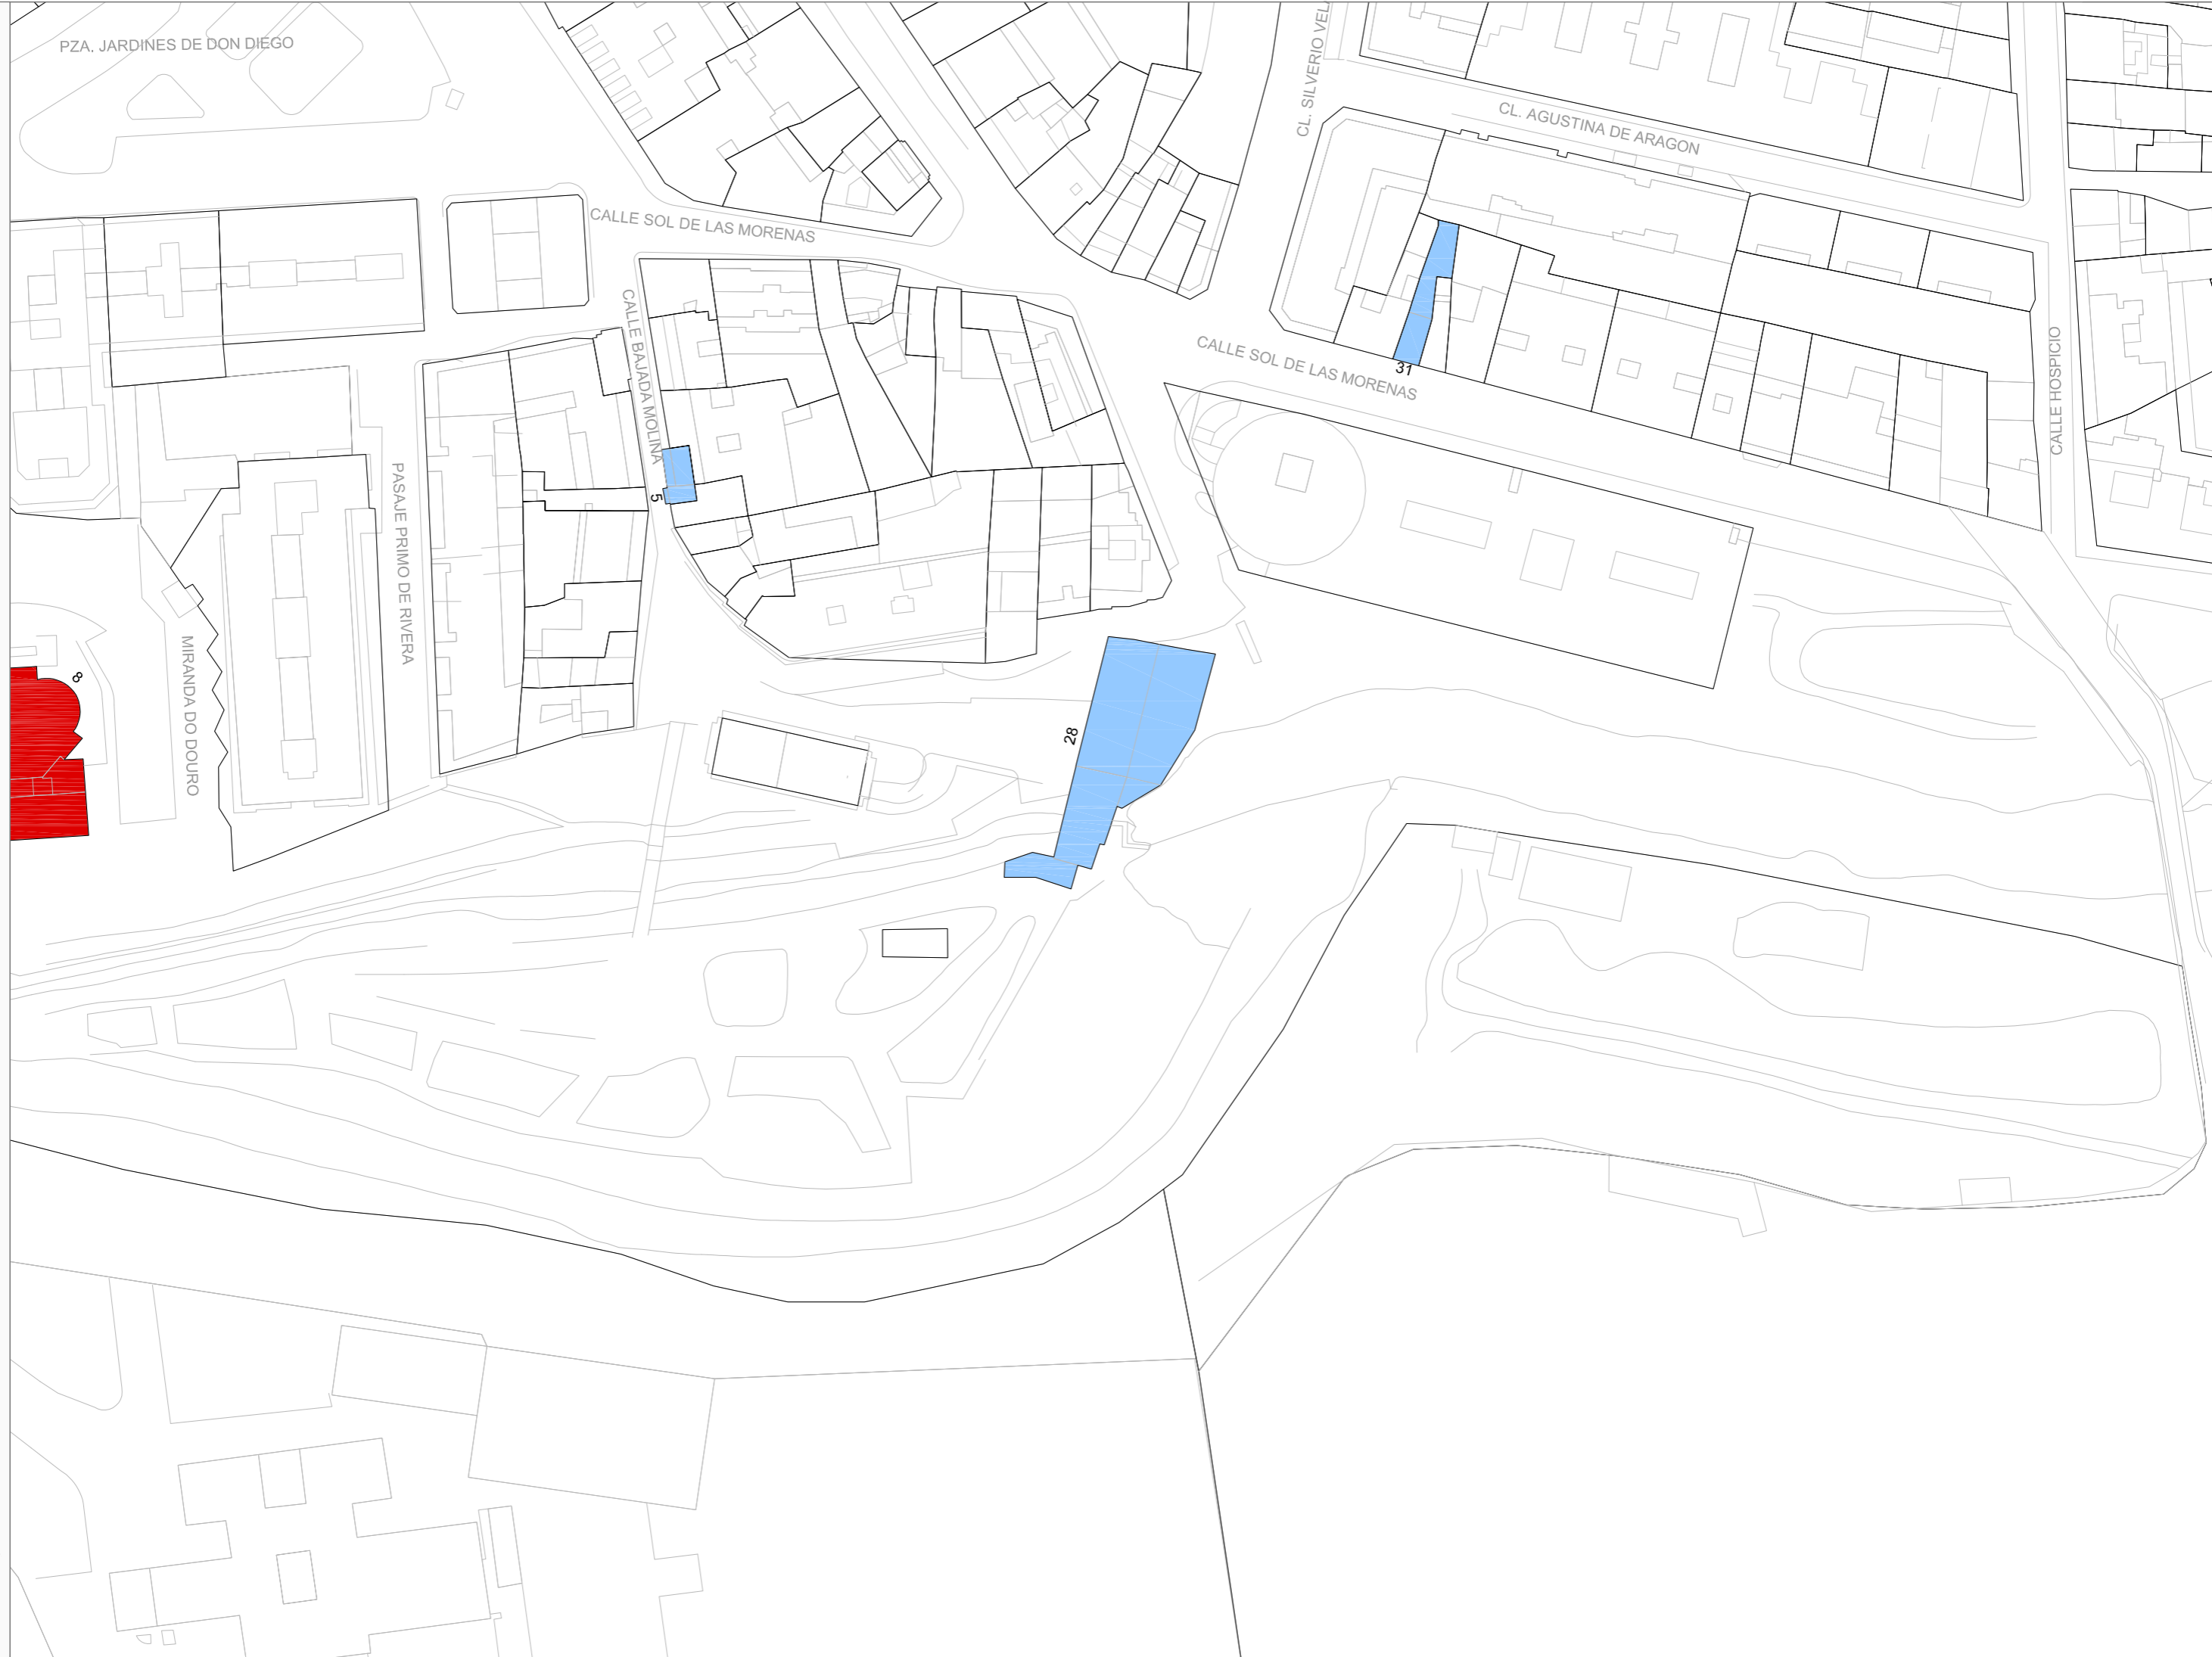 PZA. JARDINES DE DON DIEGO
CL. AGUSTINA DE ARAGON
CALLE SOL DE LAS MORENAS
CALLE BAJADA MOLINA
CALLE SOL DE LAS MORENAS
31
CALLE HOSPICIO
5
PASAJE PRIMO DE RIVERA
MIRANDA DO DOURO
8
28
CL. SILVERIO